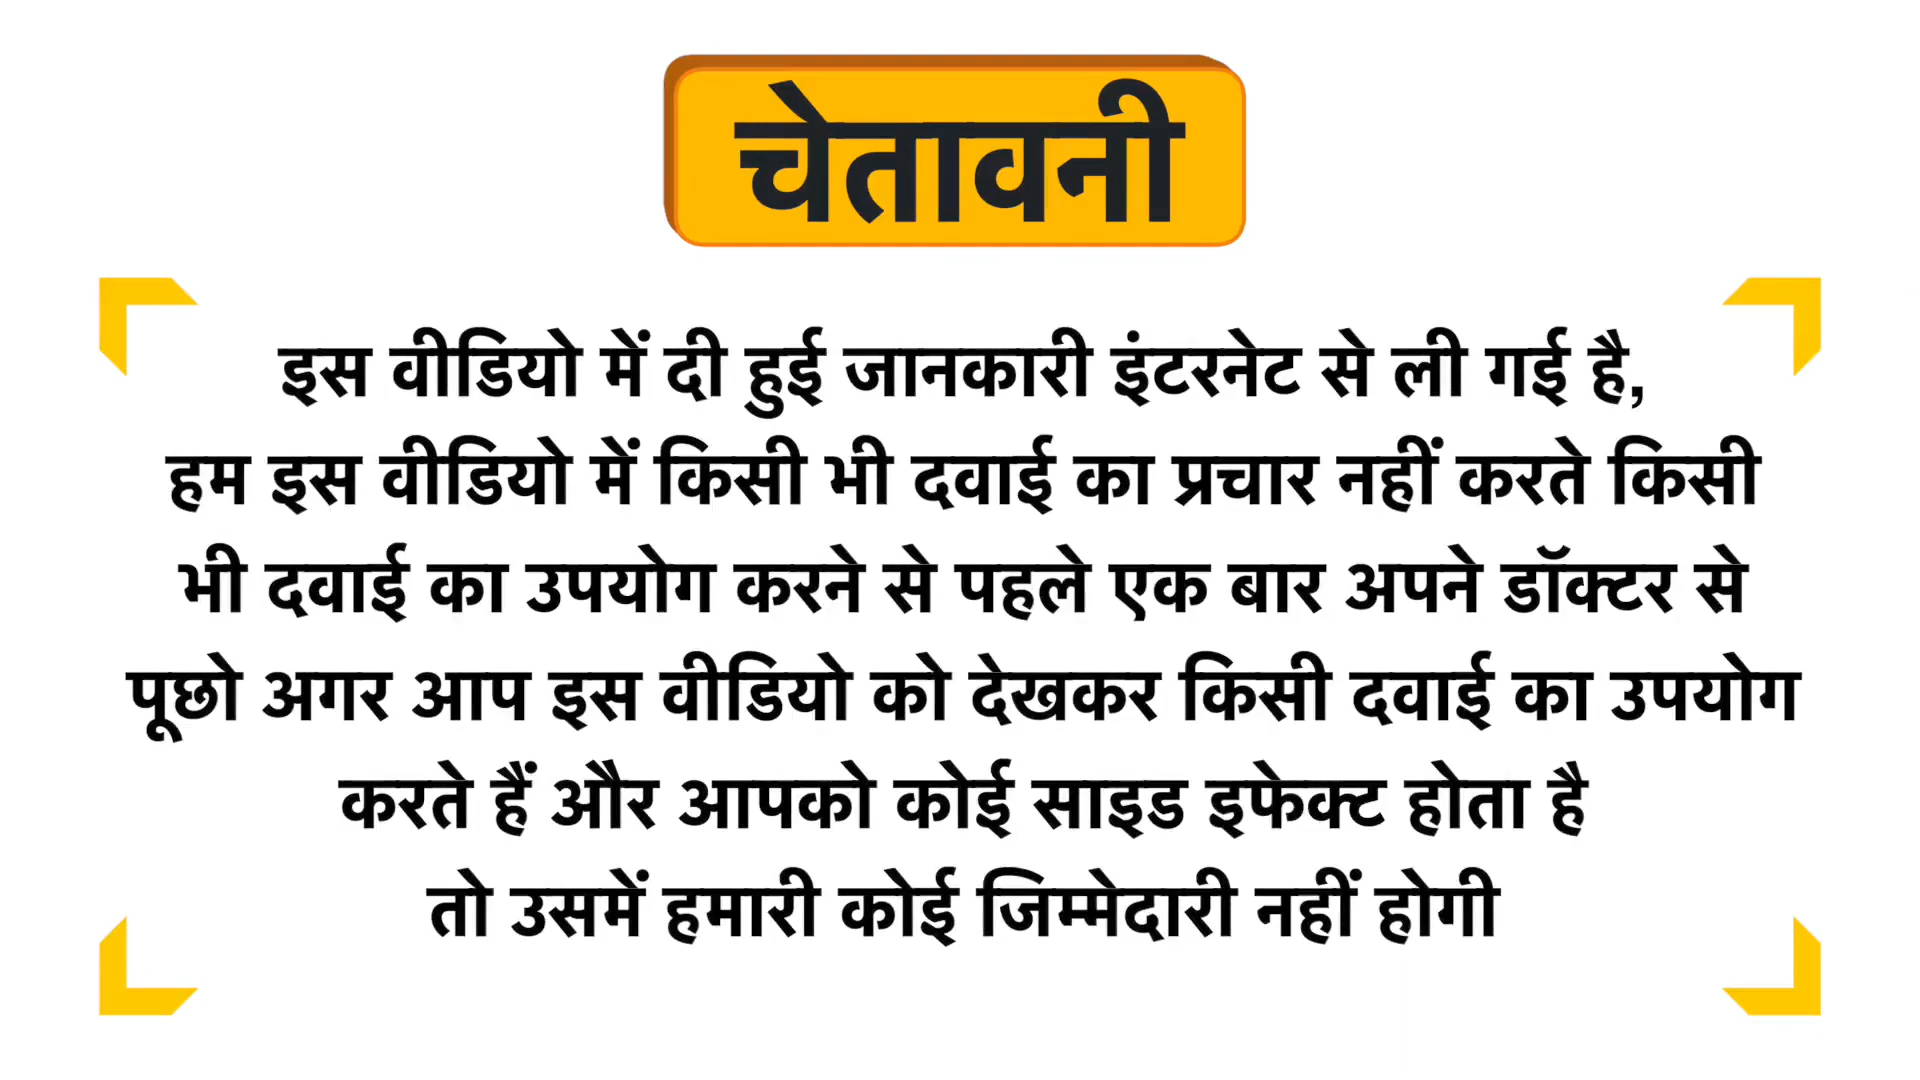 चेतावनी
इस वीडियो में दी हुई जानकारी इंटरनेट से ली गई है,
हम इस वीडियो में किसी भी दवाई का प्रचार नहीं करते किसी
भी दवाई का उपयोग करने से पहले एक बार अपने डॉक्टर से
पूछो अगर आप इस वीडियो को देखकर किसी दवाई का उपयोग
करते हैं और आपको कोई साइड इफेक्ट होता है
तो उसमें हमारी कोई जिम्मेदारी नहीं होगी